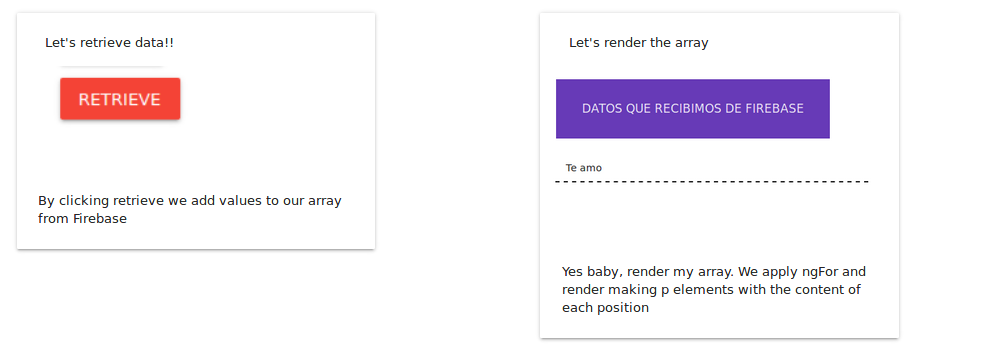 Let's retrieve data!!
RETRIEVE
By clicking retrieve we add values to our array
from Firebase
Let's render the array
DATOS QUE RECIBIMOS DE FIREBASE
Te amo
Yes baby, render my array. We apply ngFor and
render making p elements with the content of
each position